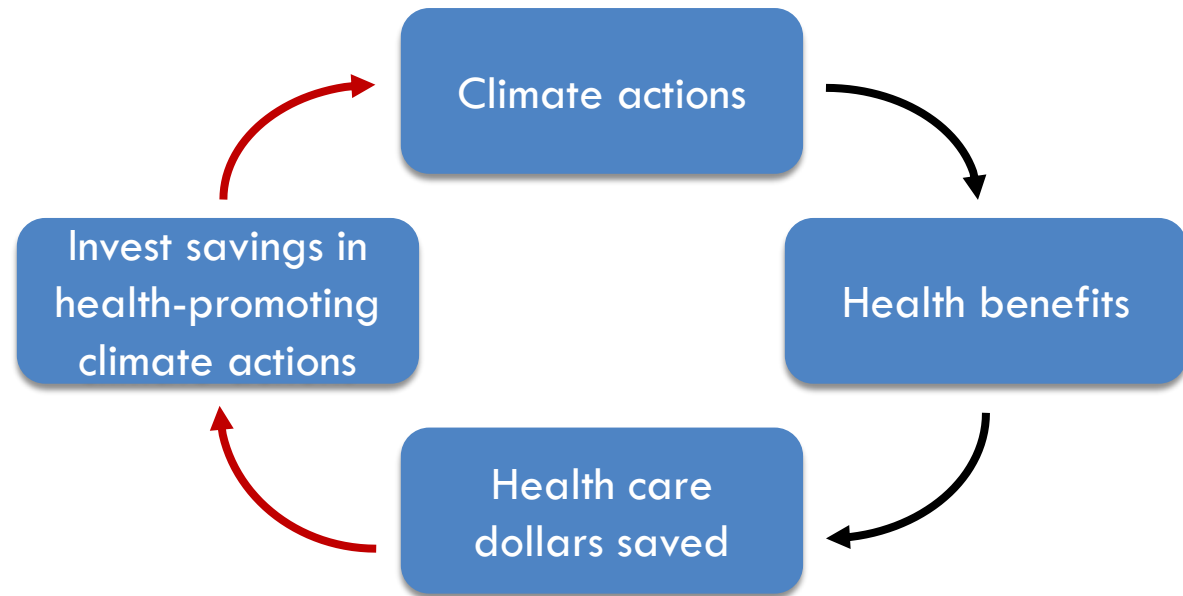 Climate actions
Health benefits
Health care
dollars saved
Invest savings in
health-promoting
climate actions